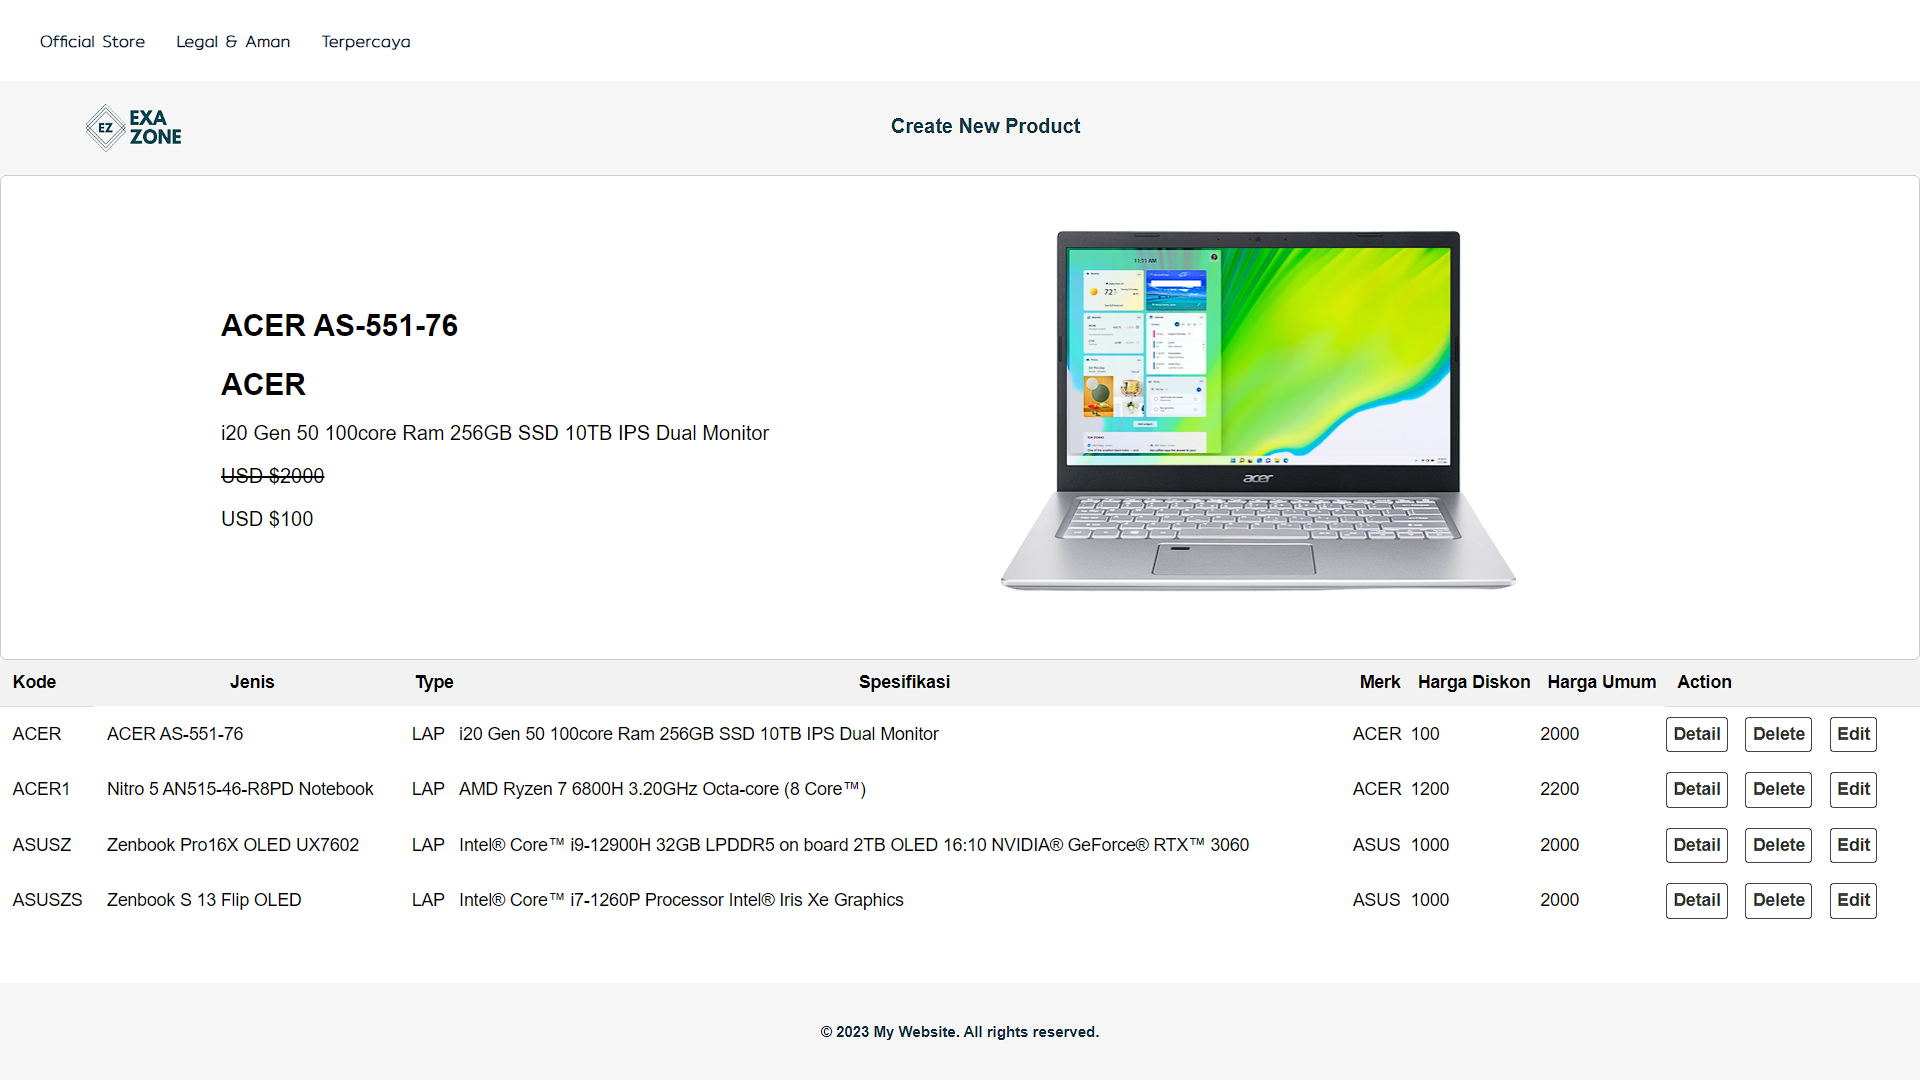 Official Store Legal & Aman Terpercaya
EZ EXA ZONE
Create New Product
ACER AS-551-76
ACER
i20 Gen 50 100core Ram 256GB SSD 10TB IPS Dual Monitor
USD $2000
USD $100
11:11 AM
72°
acer
Kode Jenis Type Spesifikasi Merk Harga Diskon Harga Umum Action
ACER ACER AS-551-76 LAP i20 Gen 50 100core Ram 256GB SSD 10TB IPS Dual Monitor ACER 100 2000 Detail Delete Edit
ACER1 Nitro 5 AN515-46-R8PD Notebook LAP AMD Ryzen 7 6800H 3.20GHz Octa-core (8 Core™) ACER 1200 2200 Detail Delete Edit
ASUSZ Zenbook Pro16X OLED UX7602 LAP Intel® Core™ i9-12900H 32GB LPDDR5 on board 2TB OLED 16:10 NVIDIA® GeForce® RTX™ 3060 ASUS 1000 2000 Detail Delete Edit
ASUSZS Zenbook S 13 Flip OLED LAP Intel® Core™ i7-1260P Processor Intel® Iris Xe Graphics ASUS 1000 2000 Detail Delete Edit
© 2023 My Website. All rights reserved.